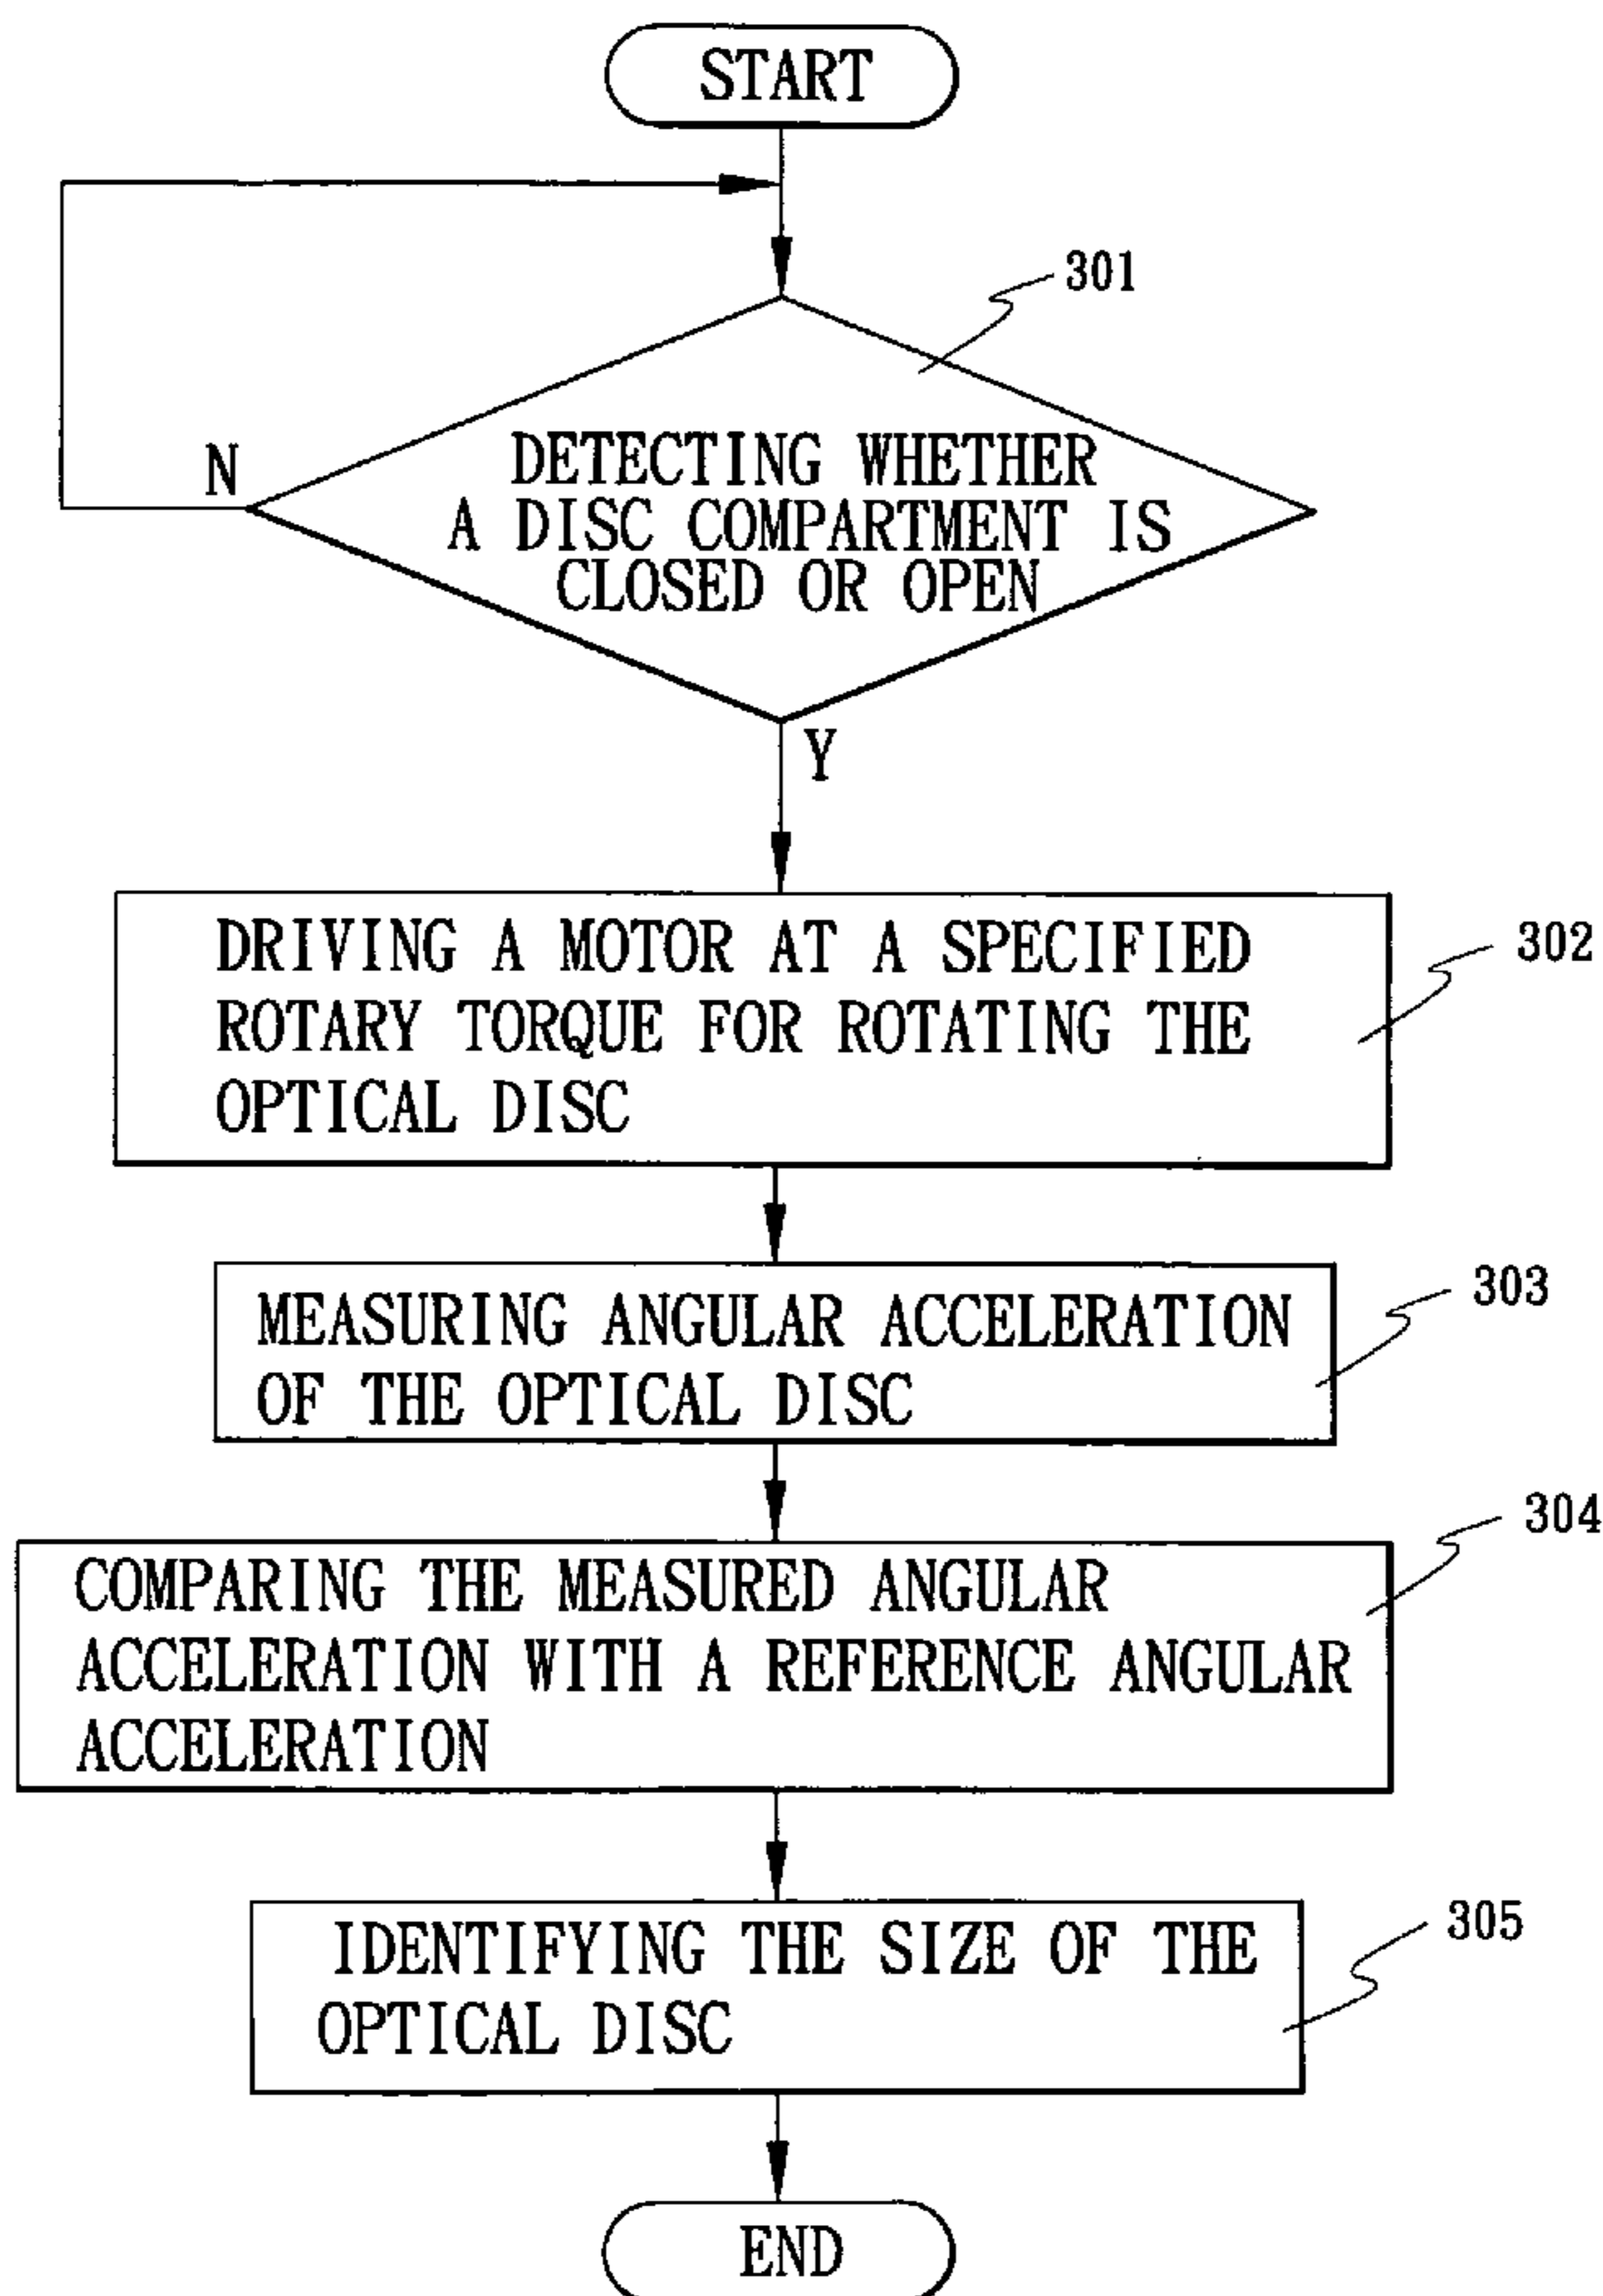 START
301
N
DETECTING WHETHER
A DISC COMPARTMENT IS
CLOSED OR OPEN
Y
DRIVING A MOTOR AT A SPECIFIED
ROTARY TORQUE FOR ROTATING THE
OPTICAL DISC
302
MEASURING ANGULAR ACCELERATION
OF THE OPTICAL DISC
303
COMPARING THE MEASURED ANGULAR
ACCELERATION WITH A REFERENCE ANGULAR
ACCELERATION
304
IDENTIFYING THE SIZE OF THE
OPTICAL DISC
305
END